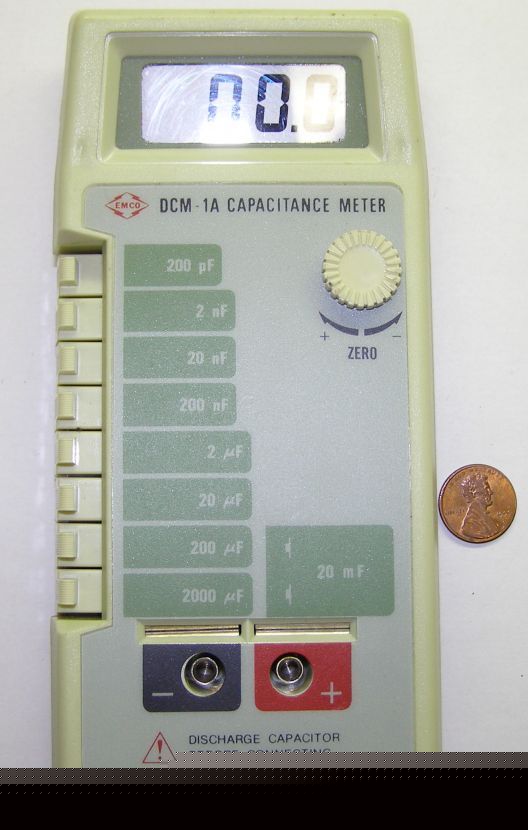 00.0
EMCO
DCM-1A CAPACITANCE METER
200 pF
2 nF
20 nF
200 nF
2 µF
20 µF
200 µF
2000 µF
+ -
ZERO
20 mF
- +
DISCHARGE CAPACITOR